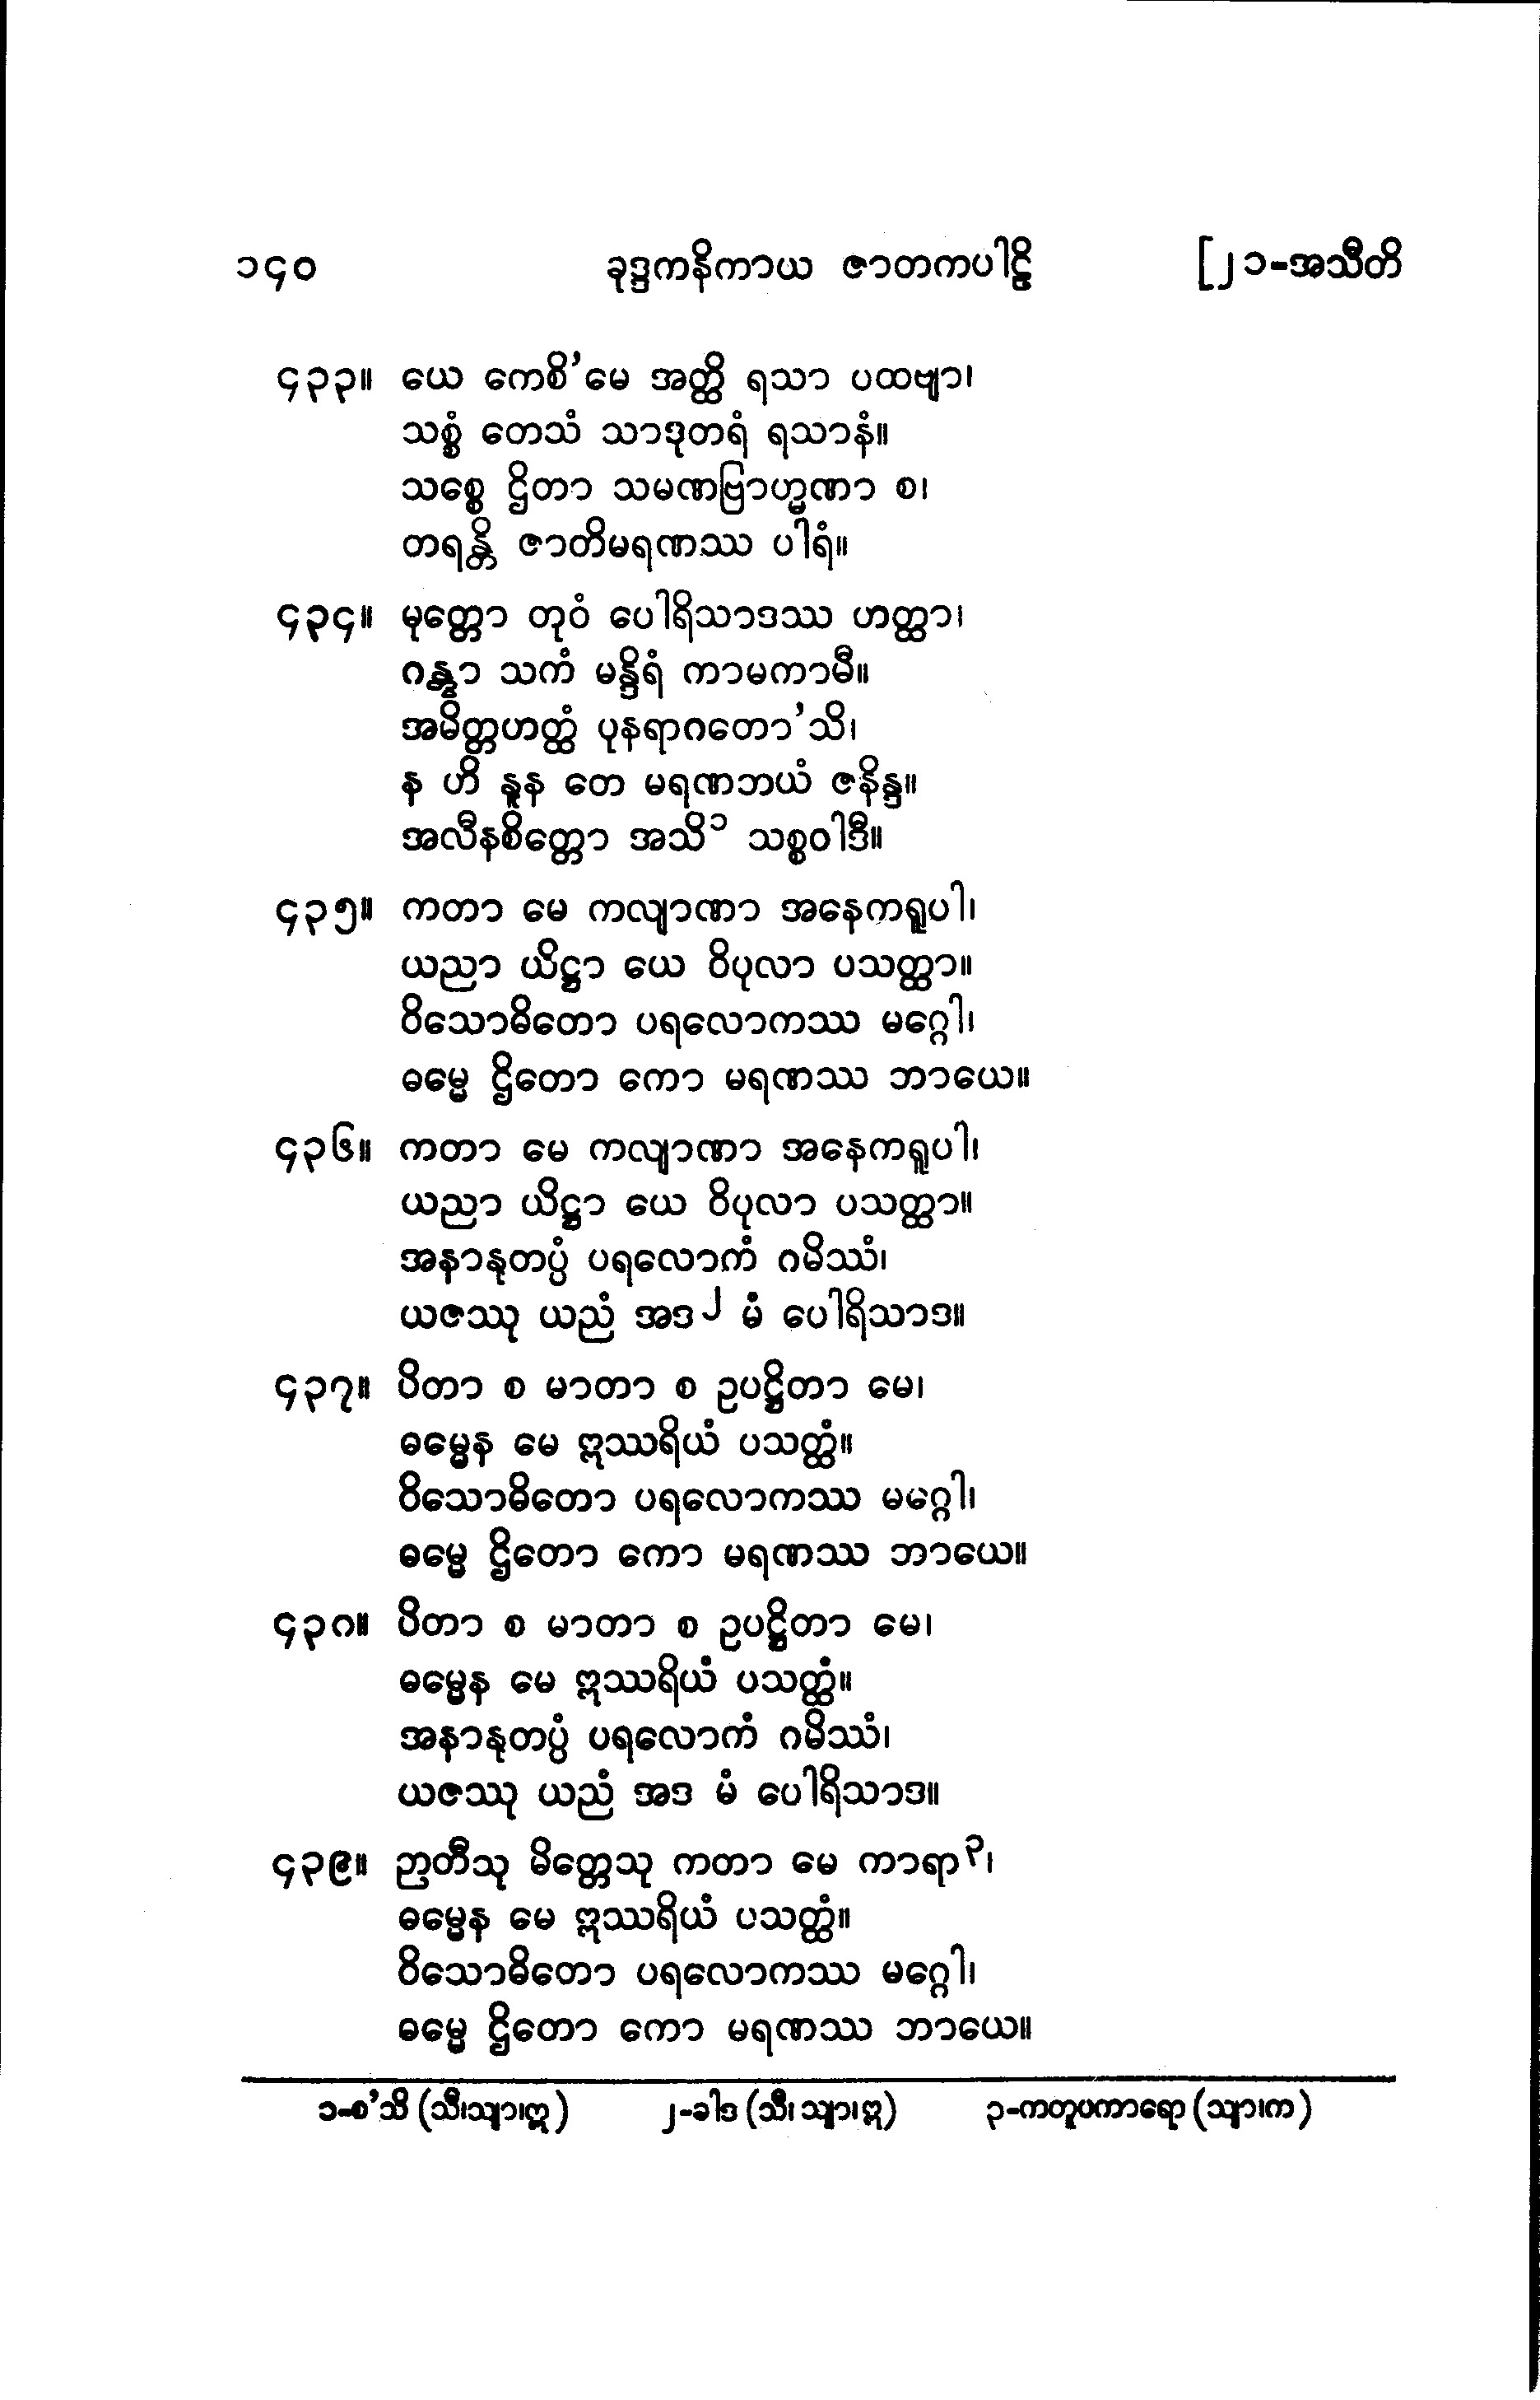 ၁၄၀ ခုဒ္ဒကနိကာယ ဇာတကပါဠိ [၂၁-အသီတိ
၄၃၃။ ယေ ကေစိ'မေ အတ္ထိ ရသာ ပထဗျာ၊
သစ္စံ တေသံ သာဒုတရံ ရသာနံ။
သစ္စေ ဌိတာ သမဏဗြာဟ္မဏာ စ၊
တရန္တိ ဇာတိမရဏဿ ပါရံ။
၄၃၄။ မုတ္တော တုဝံ ပေါရိသာဒဿ ဟတ္ထာ၊
ဂန္တွာ သကံ မန္ဒိရံ ကာမကာမီ။
အမိတ္တဟတ္ထံ ပုနရာဂတော'သိ၊
န ဟိ နူန တေ မရဏဘယံ ဇနိန္ဒ။
အလီနစိတ္တော အသိ၁ သစ္စဝါဒီ။
၄၃၅။ ကတာ မေ ကလျာဏာ အနေကရူပါ၊
ယညာ ယိဋ္ဌာ ယေ ဝိပုလာ ပသတ္ထာ။
ဝိသောဓိတော ပရလောကဿ မဂ္ဂေါ၊
ဓမ္မေ ဌိတော ကော မရဏဿ ဘာယေ။
၄၃၆။ ကတာ မေ ကလျာဏာ အနေကရူပါ၊
ယညာ ယိဋ္ဌာ ယေ ဝိပုလာ ပသတ္ထာ။
အနာနုတပ္ပံ ပရလောကံ ဂမိဿံ၊
ယဇဿု ယညံ အဒ၂ မံ ပေါရိသာဒ။
၄၃၇။ ပိတာ စ မာတာ စ ဥပဋ္ဌိတာ မေ၊
ဓမ္မေန မေ ဣဿရိယံ ပသတ္ထံ။
ဝိသောဓိတော ပရလောကဿ မဂ္ဂေါ၊
ဓမ္မေ ဌိတော ကော မရဏဿ ဘာယေ။
၄၃၈။ ပိတာ စ မာတာ စ ဥပဋ္ဌိတာ မေ၊
ဓမ္မေန မေ ဣဿရိယံ ပသတ္ထံ။
အနာနုတပ္ပံ ပရလောကံ ဂမိဿံ၊
ယဇဿု ယညံ အဒ မံ ပေါရိသာဒ။
၄၃၉။ ဉာတီသု မိတ္တေသု ကတာ မေ ကာရာ၃၊
ဓမ္မေန မေ ဣဿရိယံ ပသတ္ထံ။
ဝိသောဓိတော ပရလောကဿ မဂ္ဂေါ၊
ဓမ္မေ ဌိတော ကော မရဏဿ ဘာယေ။
၁-စ'သိ (သီ၊သျာ၊ဣ) ၂-ခါဒ (သီ၊ သျာ၊ ဣ) ၃-ကတူပကာရော (သျာ၊က)